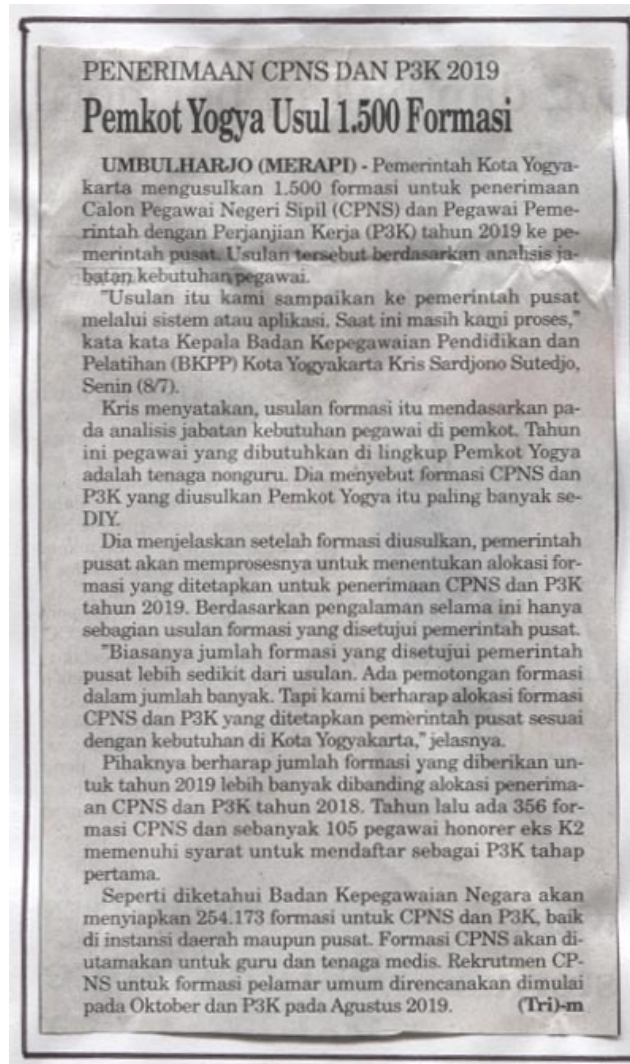 PENERIMAAN CPNS DAN P3K 2019
Pemkot Yogya Usul 1.500 Formasi
UMBULHARJO (MERAPI) - Pemerintah Kota Yogya-
karta mengusulkan 1.500 formasi untuk penerimaan
Calon Pegawai Negeri Sipil (CPNS) dan Pegawai Peme-
rintah dengan Perjanjian Kerja (P3K) tahun 2019 ke pe-
merintah pusat. Usulan tersebut berdasarkan analisis ja-
batan kebutuhan pegawai.
"Usulan itu kami sampaikan ke pemerintah pusat
melalui sistem atau aplikasi. Saat ini masih kami proses,"
kata kata Kepala Badan Kepegawaian Pendidikan dan
Pelatihan (BKPP) Kota Yogyakarta Kris Sardjono Sutedjo,
Senin (8/7).
Kris menyatakan, usulan formasi itu mendasarkan pa-
da analisis jabatan kebutuhan pegawai di pemkot. Tahun
ini pegawai yang dibutuhkan di lingkup Pemkot Yogya
adalah tenaga nonguru. Dia menyebut formasi CPNS dan
P3K yang diusulkan Pemkot Yogya itu paling banyak se-
DIY.
Dia menjelaskan setelah formasi diusulkan, pemerintah
pusat akan memprosesnya untuk menentukan alokasi for-
masi yang ditetapkan untuk penerimaan CPNS dan P3K
tahun 2019. Berdasarkan pengalaman selama ini hanya
sebagian usulan formasi yang disetujui pemerintah pusat.
"Biasanya jumlah formasi yang disetujui pemerintah
pusat lebih sedikit dari usulan. Ada pemotongan formasi
dalam jumlah banyak. Tapi kami berharap alokasi formasi
CPNS dan P3K yang ditetapkan pemerintah pusat sesuai
dengan kebutuhan di Kota Yogyakarta," jelasnya.
Pihaknya berharap jumlah formasi yang diberikan un-
tuk tahun 2019 lebih banyak dibanding alokasi penerima-
an CPNS dan P3K tahun 2018. Tahun lalu ada 356 for-
masi CPNS dan sebanyak 105 pegawai honorer eks K2
memenuhi syarat untuk mendaftar sebagai P3K tahap
pertama.
Seperti diketahui Badan Kepegawaian Negara akan
menyiapkan 254.173 formasi untuk CPNS dan P3K, baik
di instansi daerah maupun pusat. Formasi CPNS akan di-
utamakan untuk guru dan tenaga medis. Rekrutmen CP-
NS untuk formasi pelamar umum direncanakan dimulai
pada Oktober dan P3K pada Agustus 2019. (Tri)-m